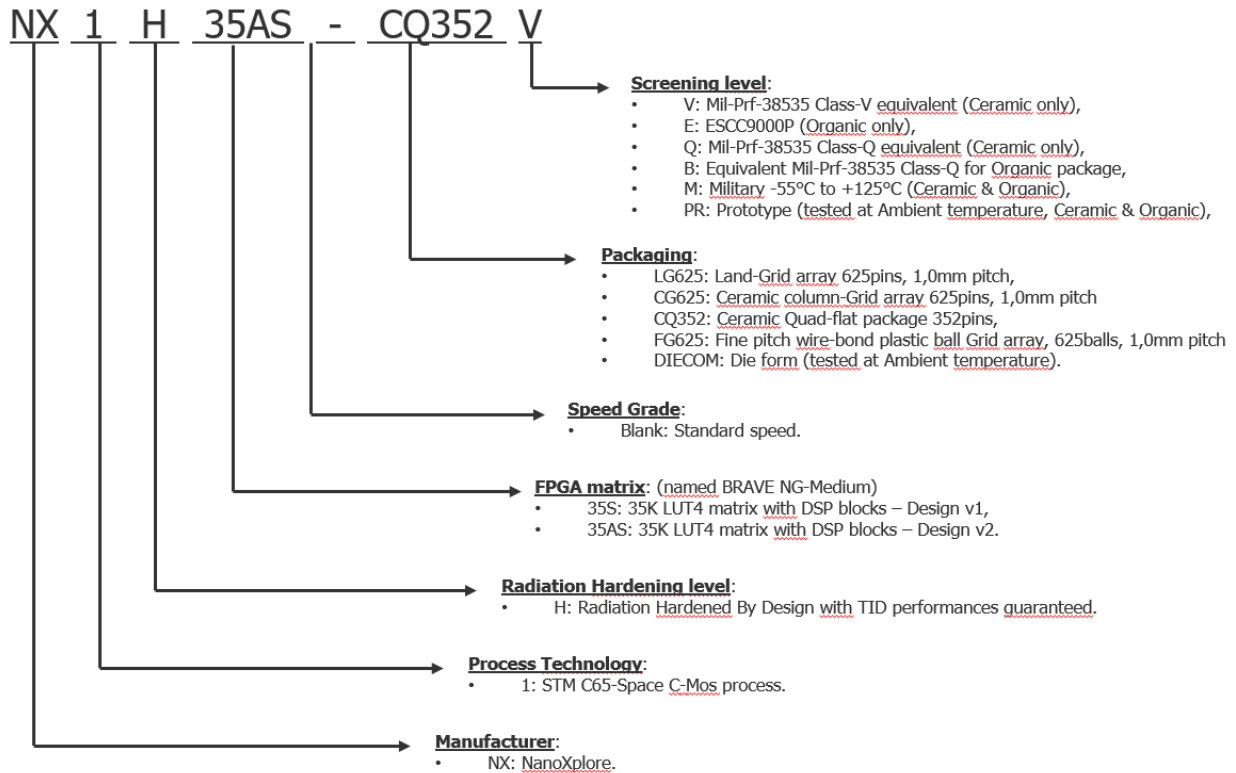 NX 1 H 35AS - CQ352 V
Screening level:
• V: Mil-Prf-38535 Class-V equivalent (Ceramic only),
• E: ESCC9000P (Organic only),
• Q: Mil-Prf-38535 Class-Q equivalent (Ceramic only),
• B: Equivalent Mil-Prf-38535 Class-Q for Organic package,
• M: Military -55°C to +125°C (Ceramic & Organic),
• PR: Prototype (tested at Ambient temperature, Ceramic & Organic),
Packaging:
• LG625: Land-Grid array 625pins, 1,0mm pitch,
• CG625: Ceramic column-Grid array 625pins, 1,0mm pitch
• CQ352: Ceramic Quad-flat package 352pins,
• FG625: Fine pitch wire-bond plastic ball Grid array, 625balls, 1,0mm pitch
• DIECOM: Die form (tested at Ambient temperature).
Speed Grade:
• Blank: Standard speed.
FPGA matrix: (named BRAVE NG-Medium)
• 35S: 35K LUT4 matrix with DSP blocks – Design v1,
• 35AS: 35K LUT4 matrix with DSP blocks – Design v2.
Radiation Hardening level:
• H: Radiation Hardened By Design with TID performances guaranteed.
Process Technology:
• 1: STM C65-Space C-Mos process.
Manufacturer:
• NX: NanoXplore.